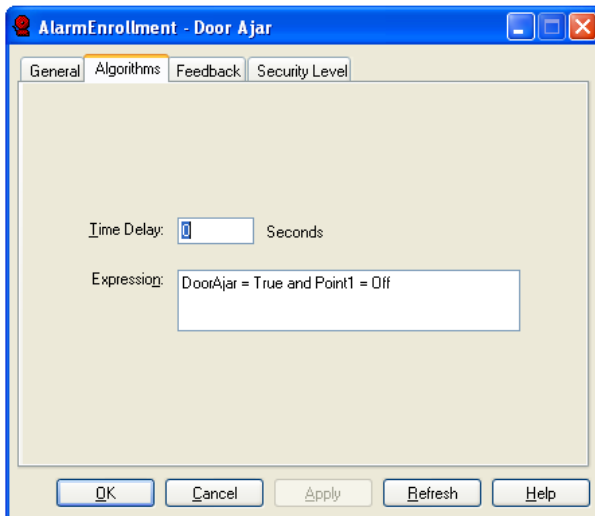 AlarmEnrollment - Door Ajar
General Algorithms Feedback Security Level
Time Delay: 0 Seconds
Expression: DoorAjar = True and Point1 = Off
OK Cancel Apply Refresh Help